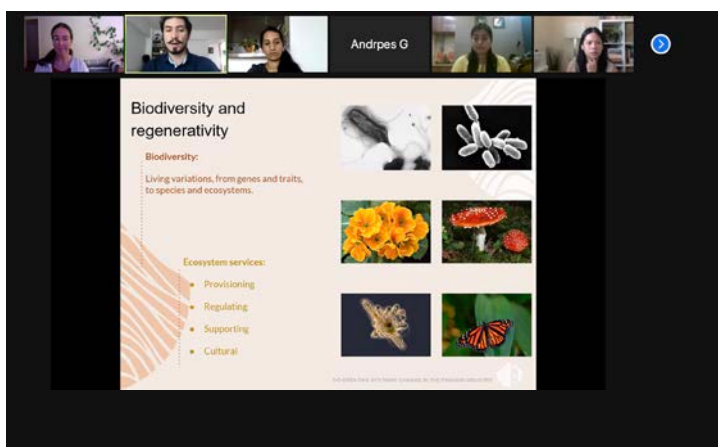 Andrpes G
Biodiversity and
regenerativity
Biodiversity:
Living variations, from genes and traits,
to species and ecosystems.
Ecosystem services:
● Provisioning
● Regulating
● Supporting
● Cultural